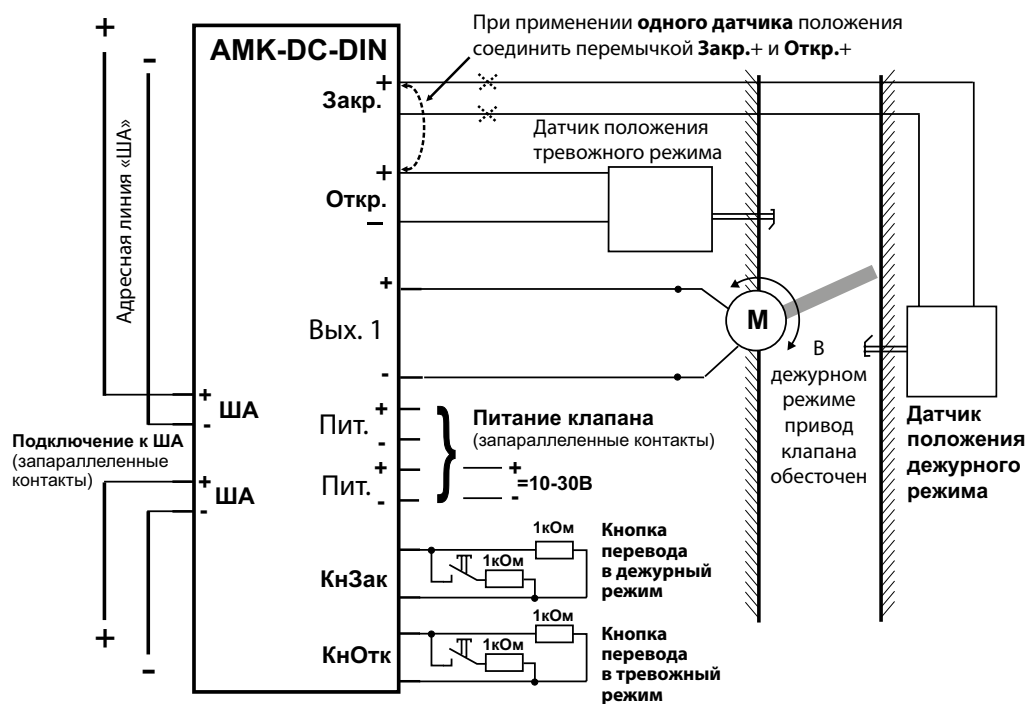 При применении одного датчика положения
соединить перемычкой Закр.+ и Откр.+
+
-
АМК-DC-DIN
Адресная линия «ША»
+
Закр.
Датчик положения
тревожного режима
+
Откр.
–
+
Вых. 1
-
М
В
дежурном
режиме
привод
клапана
обесточен
Датчик
положения
дежурного
режима
+
ША
-
Подключение к ША
(запараллеленные
контакты)
+
ША
-
+
-
+
Пит.
-
+
Пит.
-
Питание клапана
(запараллеленные контакты)
+
=10-30В
-
КнЗак
1кОм
1кОм
Кнопка
перевода
в дежурный
режим
КнОтк
1кОм
1кОм
Кнопка
перевода
в тревожный
режим